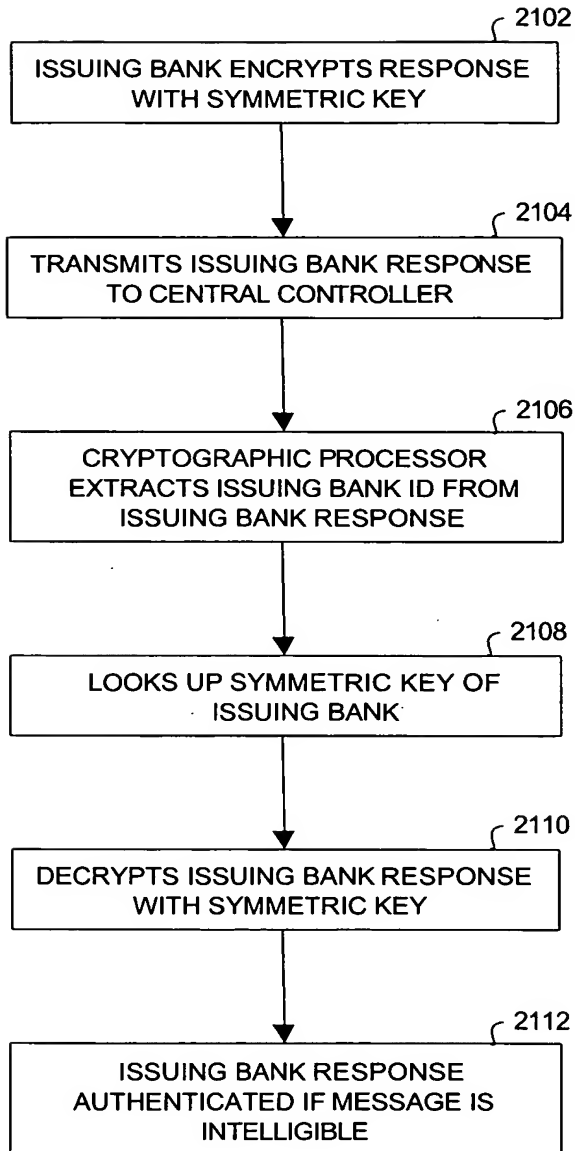 2102
ISSUING BANK ENCRYPTS RESPONSE
WITH SYMMETRIC KEY
2104
TRANSMITS ISSUING BANK RESPONSE
TO CENTRAL CONTROLLER
2106
CRYPTOGRAPHIC PROCESSOR
EXTRACTS ISSUING BANK ID FROM
ISSUING BANK RESPONSE
2108
LOOKS UP SYMMETRIC KEY OF
ISSUING BANK
2110
DECRYPTS ISSUING BANK RESPONSE
WITH SYMMETRIC KEY
2112
ISSUING BANK RESPONSE
AUTHENTICATED IF MESSAGE IS
INTELLIGIBLE